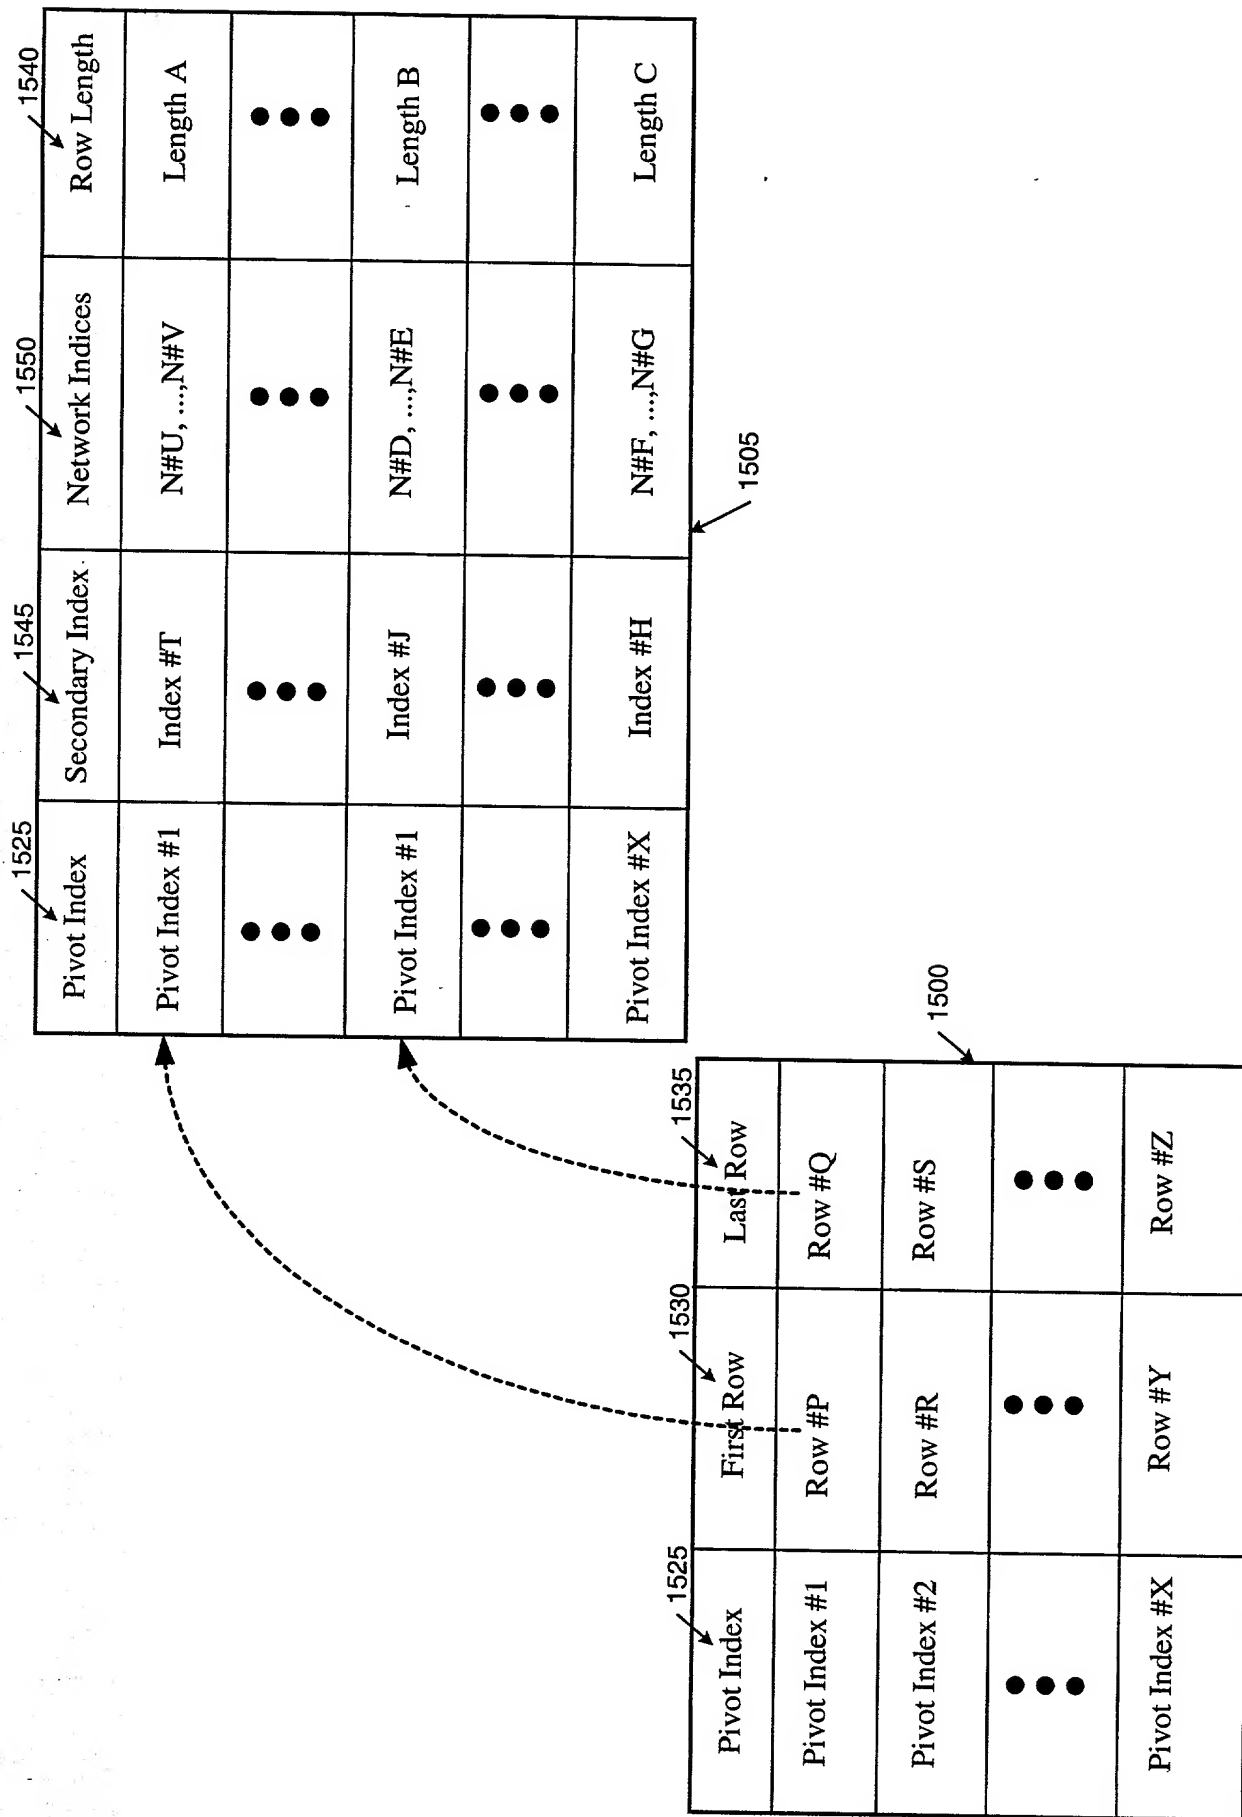 1525
1545
1550
1540
Pivot Index
Secondary Index
Network Indices
Row Length
Pivot Index #1
Index #T
N#U, ...,N#V
Length A
Pivot Index #1
Index #J
N#D, ...,N#E
Length B
Pivot Index #X
Index #H
N#F, ...,N#G
Length C
1505
1525
1530
1535
1500
Pivot Index
First Row
Last Row
Pivot Index #1
Row #P
Row #Q
Pivot Index #2
Row #R
Row #S
Pivot Index #X
Row #Y
Row #Z